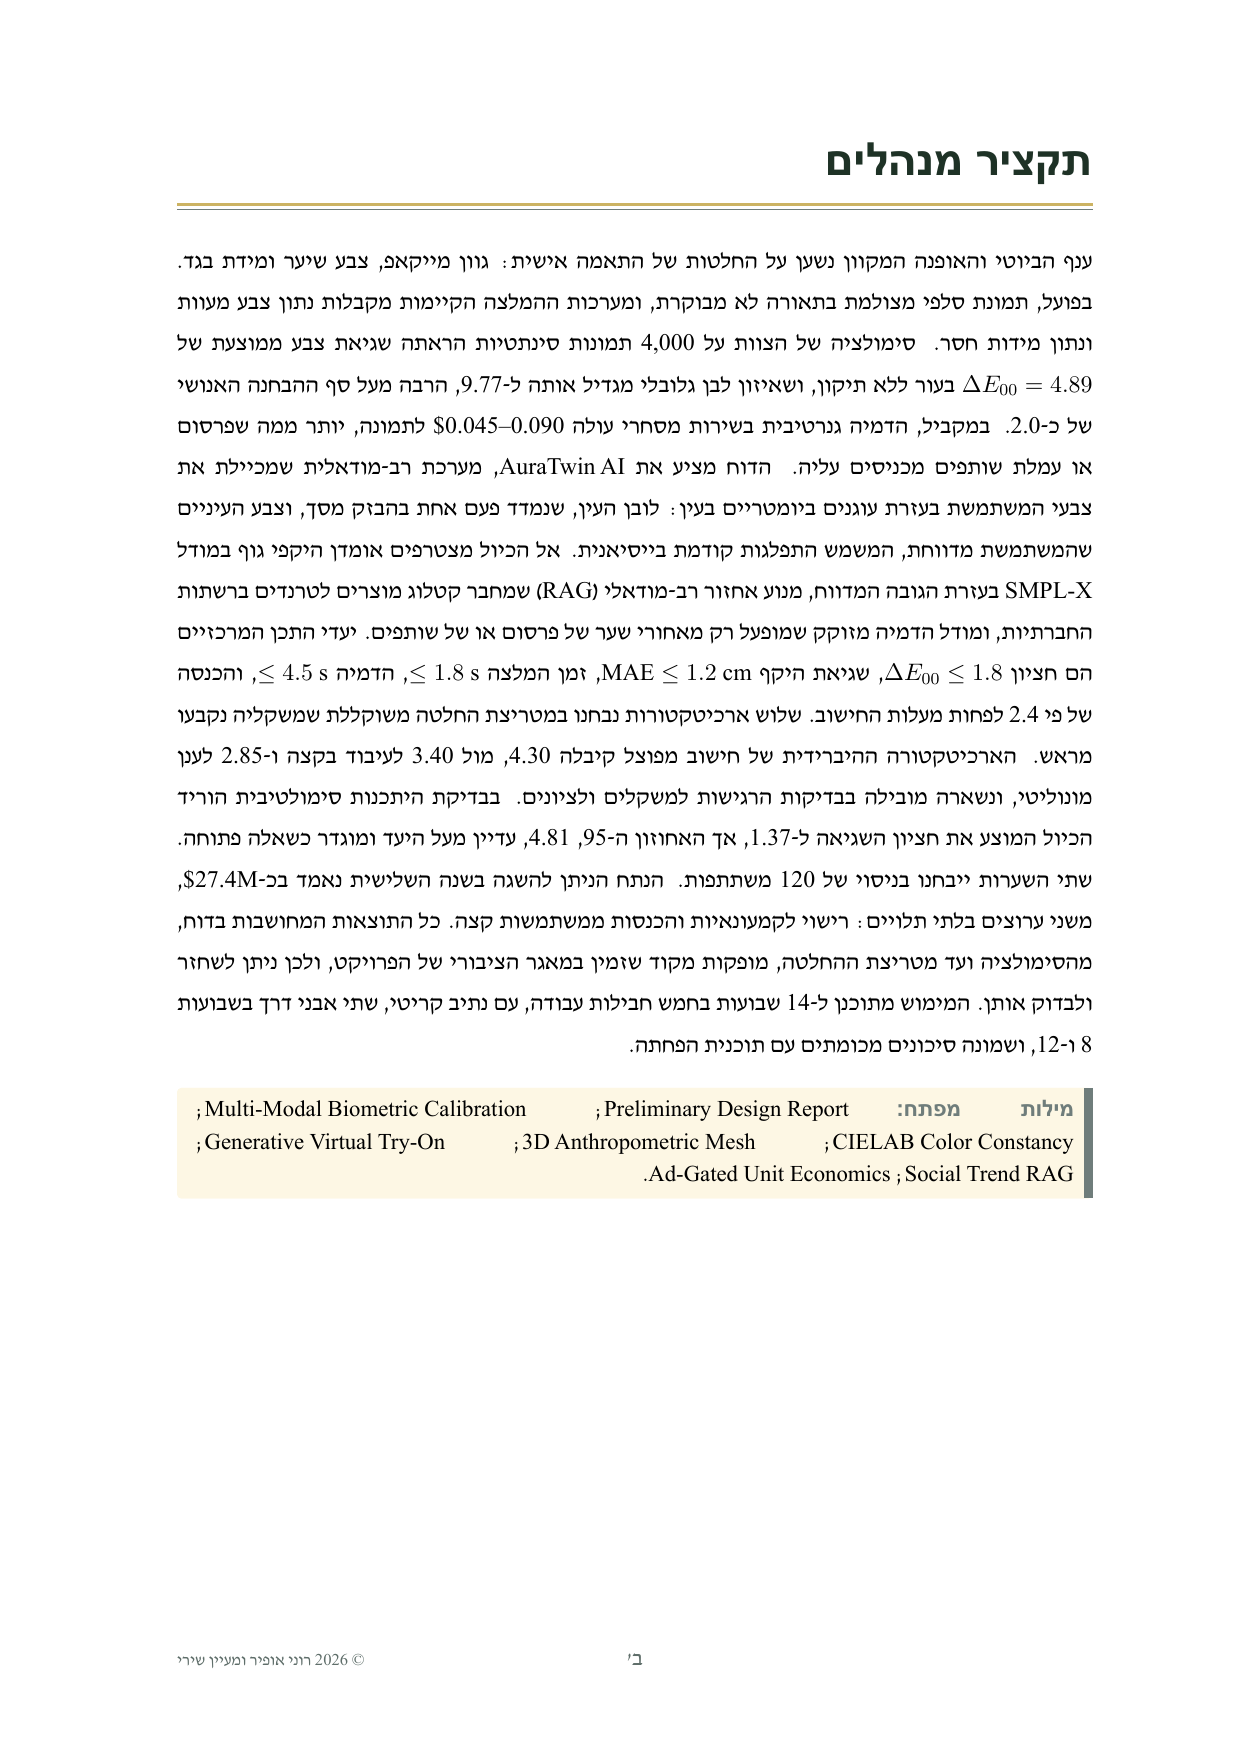 תקציר מנהלים
ענף הביוטי והאופנה המקוון נשען על החלטות של התאמה אישית: גוון מייקאפ, צבע שיער ומידת בגד.
בפועל, תמונת סלפי מצולמת בתאורה לא מבוקרת, ומערכות ההמלצה הקיימות מקבלות נתון צבע מעוות
ונתון מידות חסר. סימולציה של הצוות על 4,000 תמונות סינתטיות הראתה שגיאת צבע ממוצעת של
ΔE₀₀ = 4.89 בעור ללא תיקון, ושאיזון לבן גלובלי מגדיל אותה ל-9.77, הרבה מעל סף ההבחנה האנושי
של כ-2.0. במקביל, הדמיה גנרטיבית בשירות מסחרי עולה $0.045–0.090 לתמונה, יותר ממה שפרסום
או עמלת שותפים מכניסים עליה. הדוח מציע את AuraTwin AI, מערכת רב-מודאלית שמכיילת את
צבעי המשתמשת בעזרת עוגנים ביומטריים בעין: לובן העין, שנמדד פעם אחת בהבזק מסך, וצבע העיניים
שהמשתמשת מדווחת, המשמש התפלגות קודמת בייסיאנית. אל הכיול מצטרפים אומדן היקפי גוף במודל
SMPL-X בעזרת הגובה המדווח, מנוע אחזור רב-מודאלי (RAG) שמחבר קטלוג מוצרים לטרנדים ברשתות
החברתיות, ומודל הדמיה מזוקק שמופעל רק מאחורי שער של פרסום או של שותפים. יעדי התכן המרכזיים
הם חציון ΔE₀₀ ≤ 1.8, שגיאת היקף MAE ≤ 1.2 cm, זמן המלצה ≤ 1.8 s, הדמיה ≤ 4.5 s, והכנסה
של פי 2.4 לפחות מעלות החישוב. שלוש ארכיטקטורות נבחנו במטריצת החלטה משוקללת שמשקליה נקבעו
מראש. הארכיטקטורה ההיברידית של חישוב מפוצל קיבלה 4.30, מול 3.40 לעיבוד בקצה ו-2.85 לענן
מונוליטי, ונשארה מובילה בבדיקות הרגישות למשקלים ולציונים. בבדיקת היתכנות סימולטיבית הוריד
הכיול המוצע את חציון השגיאה ל-1.37, אך האחוזון ה-95, 4.81, עדיין מעל היעד ומוגדר כשאלה פתוחה.
שתי השערות ייבחנו בניסוי של 120 משתתפות. הנתח הניתן להשגה בשנה השלישית נאמד בכ-$27.4M,
משני ערוצים בלתי תלויים: רישוי לקמעונאיות והכנסות ממשתמשות קצה. כל התוצאות המחושבות בדוח,
מהסימולציה ועד מטריצת ההחלטה, מופקות מקוד שזמין במאגר הציבורי של הפרויקט, ולכן ניתן לשחזר
ולבדוק אותן. המימוש מתוכנן ל-14 שבועות בחמש חבילות עבודה, עם נתיב קריטי, שתי אבני דרך בשבועות
8 ו-12, ושמונה סיכונים מכומתים עם תוכנית הפחתה.
מילות מפתח: Preliminary Design Report; Multi-Modal Biometric Calibration;
CIELAB Color Constancy; 3D Anthropometric Mesh; Generative Virtual Try-On;
Social Trend RAG; Ad-Gated Unit Economics.
ב׳
© 2026 רוני אופיר ומעיין שירי